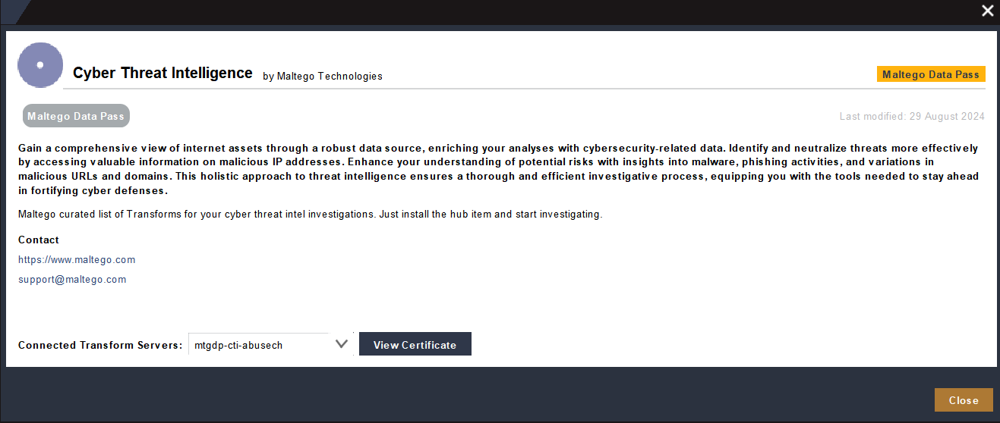 Cyber Threat Intelligence by Maltego Technologies Maltego Data Pass
Maltego Data Pass Last modified: 29 August 2024
Gain a comprehensive view of internet assets through a robust data source, enriching your analyses with cybersecurity-related data. Identify and neutralize threats more effectively
by accessing valuable information on malicious IP addresses. Enhance your understanding of potential risks with insights into malware, phishing activities, and variations in
malicious URLs and domains. This holistic approach to threat intelligence ensures a thorough and efficient investigative process, equipping you with the tools needed to stay ahead
in fortifying cyber defenses.
Maltego curated list of Transforms for your cyber threat intel investigations. Just install the hub item and start investigating.
Contact
https://www.maltego.com
support@maltego.com
Connected Transform Servers: mtgdp-cti-abusech View Certificate
Close